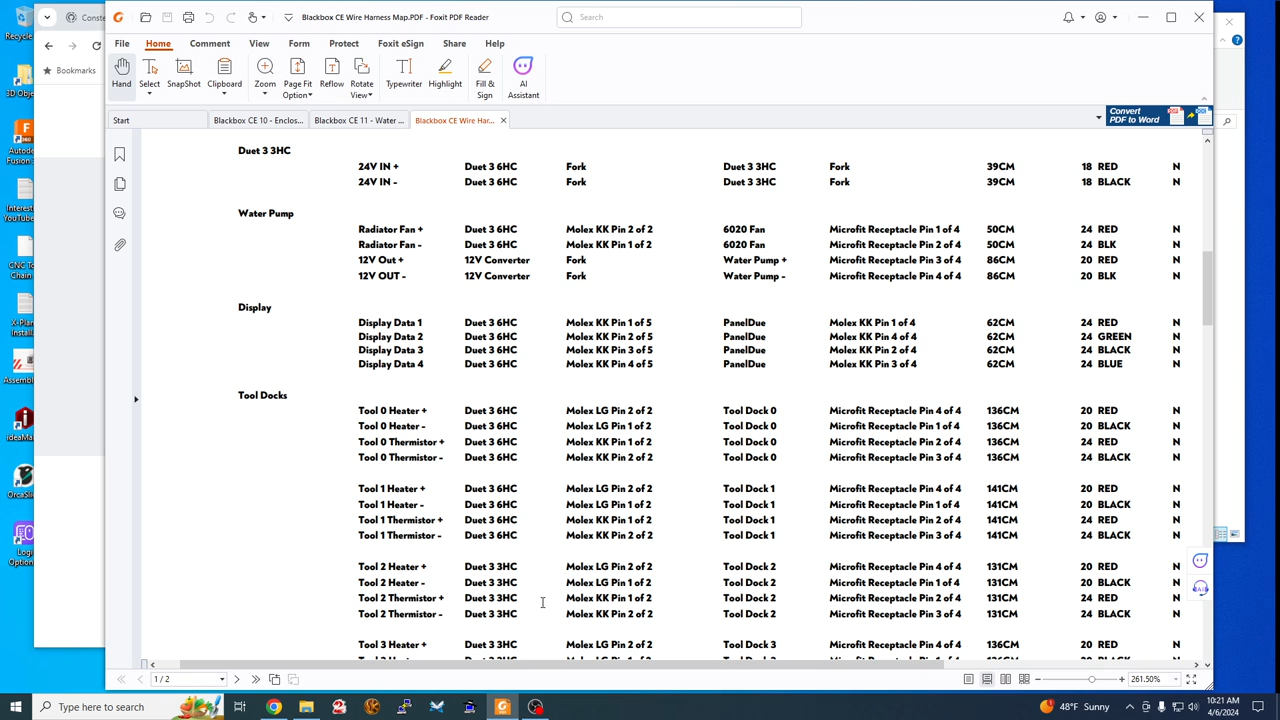 Blackbox CE Wire Harness Map.PDF - Foxit PDF Reader
Search
File Home Comment View Form Protect Foxit eSign Share Help
Hand Select SnapShot Clipboard Zoom Page Fit Option Reflow Rotate View Typewriter Highlight Fill & Sign AI Assistant
Start Blackbox CE 10 - Enclos... Blackbox CE 11 - Water ... Blackbox CE Wire Har...
Convert PDF to Word
Recycle
Bookmarks
3D Obje
Autodes
Fusion
Interest
YouTub
CNC To
Constan
X-Plan
Install
Assembl
ideaMa
OrcaSlic
Logi
Option
Duet 3 3HC
24V IN + Duet 3 6HC Fork Duet 3 3HC Fork 39CM 18 RED N
24V IN - Duet 3 6HC Fork Duet 3 3HC Fork 39CM 18 BLACK N
Water Pump
Radiator Fan + Duet 3 6HC Molex KK Pin 2 of 2 6020 Fan Microfit Receptacle Pin 1 of 4 50CM 24 RED N
Radiator Fan - Duet 3 6HC Molex KK Pin 1 of 2 6020 Fan Microfit Receptacle Pin 2 of 4 50CM 24 BLK N
12V Out + 12V Converter Fork Water Pump + Microfit Receptacle Pin 3 of 4 86CM 20 RED N
12V OUT - 12V Converter Fork Water Pump - Microfit Receptacle Pin 4 of 4 86CM 20 BLK N
Display
Display Data 1 Duet 3 6HC Molex KK Pin 1 of 5 PanelDue Molex KK Pin 1 of 4 62CM 24 RED N
Display Data 2 Duet 3 6HC Molex KK Pin 2 of 5 PanelDue Molex KK Pin 4 of 4 62CM 24 GREEN N
Display Data 3 Duet 3 6HC Molex KK Pin 3 of 5 PanelDue Molex KK Pin 2 of 4 62CM 24 BLACK N
Display Data 4 Duet 3 6HC Molex KK Pin 4 of 5 PanelDue Molex KK Pin 3 of 4 62CM 24 BLUE N
Tool Docks
Tool 0 Heater + Duet 3 6HC Molex LG Pin 2 of 2 Tool Dock 0 Microfit Receptacle Pin 4 of 4 136CM 20 RED N
Tool 0 Heater - Duet 3 6HC Molex LG Pin 1 of 2 Tool Dock 0 Microfit Receptacle Pin 1 of 4 136CM 20 BLACK N
Tool 0 Thermistor + Duet 3 6HC Molex KK Pin 1 of 2 Tool Dock 0 Microfit Receptacle Pin 2 of 4 136CM 24 RED N
Tool 0 Thermistor - Duet 3 6HC Molex KK Pin 2 of 2 Tool Dock 0 Microfit Receptacle Pin 3 of 4 136CM 24 BLACK N
Tool 1 Heater + Duet 3 6HC Molex LG Pin 2 of 2 Tool Dock 1 Microfit Receptacle Pin 4 of 4 141CM 20 RED N
Tool 1 Heater - Duet 3 6HC Molex LG Pin 1 of 2 Tool Dock 1 Microfit Receptacle Pin 1 of 4 141CM 20 BLACK N
Tool 1 Thermistor + Duet 3 6HC Molex KK Pin 1 of 2 Tool Dock 1 Microfit Receptacle Pin 2 of 4 141CM 24 RED N
Tool 1 Thermistor - Duet 3 6HC Molex KK Pin 2 of 2 Tool Dock 1 Microfit Receptacle Pin 3 of 4 141CM 24 BLACK N
Tool 2 Heater + Duet 3 3HC Molex LG Pin 2 of 2 Tool Dock 2 Microfit Receptacle Pin 4 of 4 131CM 20 RED N
Tool 2 Heater - Duet 3 3HC Molex LG Pin 1 of 2 Tool Dock 2 Microfit Receptacle Pin 1 of 4 131CM 20 BLACK N
Tool 2 Thermistor + Duet 3 3HC Molex KK Pin 1 of 2 Tool Dock 2 Microfit Receptacle Pin 2 of 4 131CM 24 RED N
Tool 2 Thermistor - Duet 3 3HC Molex KK Pin 2 of 2 Tool Dock 2 Microfit Receptacle Pin 3 of 4 131CM 24 BLACK N
Tool 3 Heater + Duet 3 3HC Molex LG Pin 2 of 2 Tool Dock 3 Microfit Receptacle Pin 4 of 4 136CM 20 RED N
1 / 2 261.50%
Type here to search 48°F Sunny 10:21 AM
4/6/2024